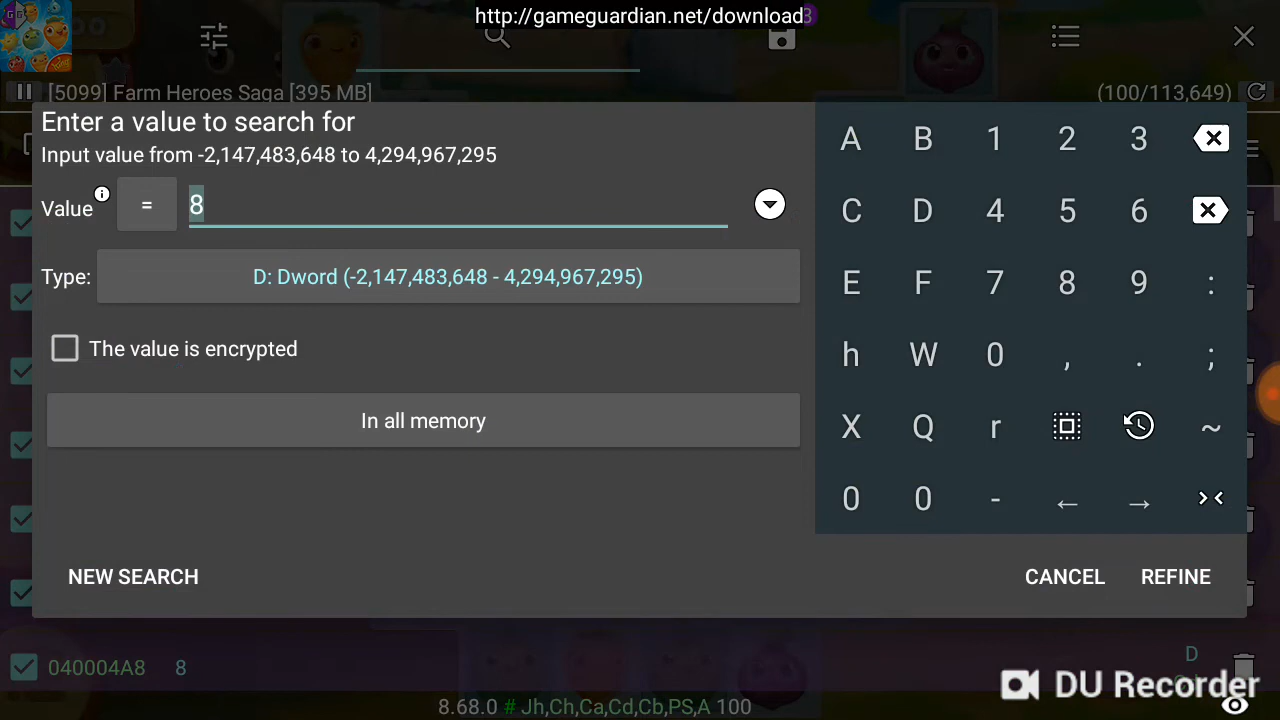 http://gameguardian.net/download
3
[5099] Farm Heroes Saga [395 MB]
(100/113,649)
Enter a value to search for
Input value from -2,147,483,648 to 4,294,967,295
Value
=
8
Type:
D: Dword (-2,147,483,648 - 4,294,967,295)
The value is encrypted
In all memory
A B 1 2 3
C D 4 5 6
E F 7 8 9 :
h W 0 , . ;
X Q r ~
0 0 - ← → ><
NEW SEARCH
CANCEL
REFINE
040004A8 8
D
8.68.0 # Jh,Ch,Ca,Cd,Cb,PS,A 100
DU Recorder